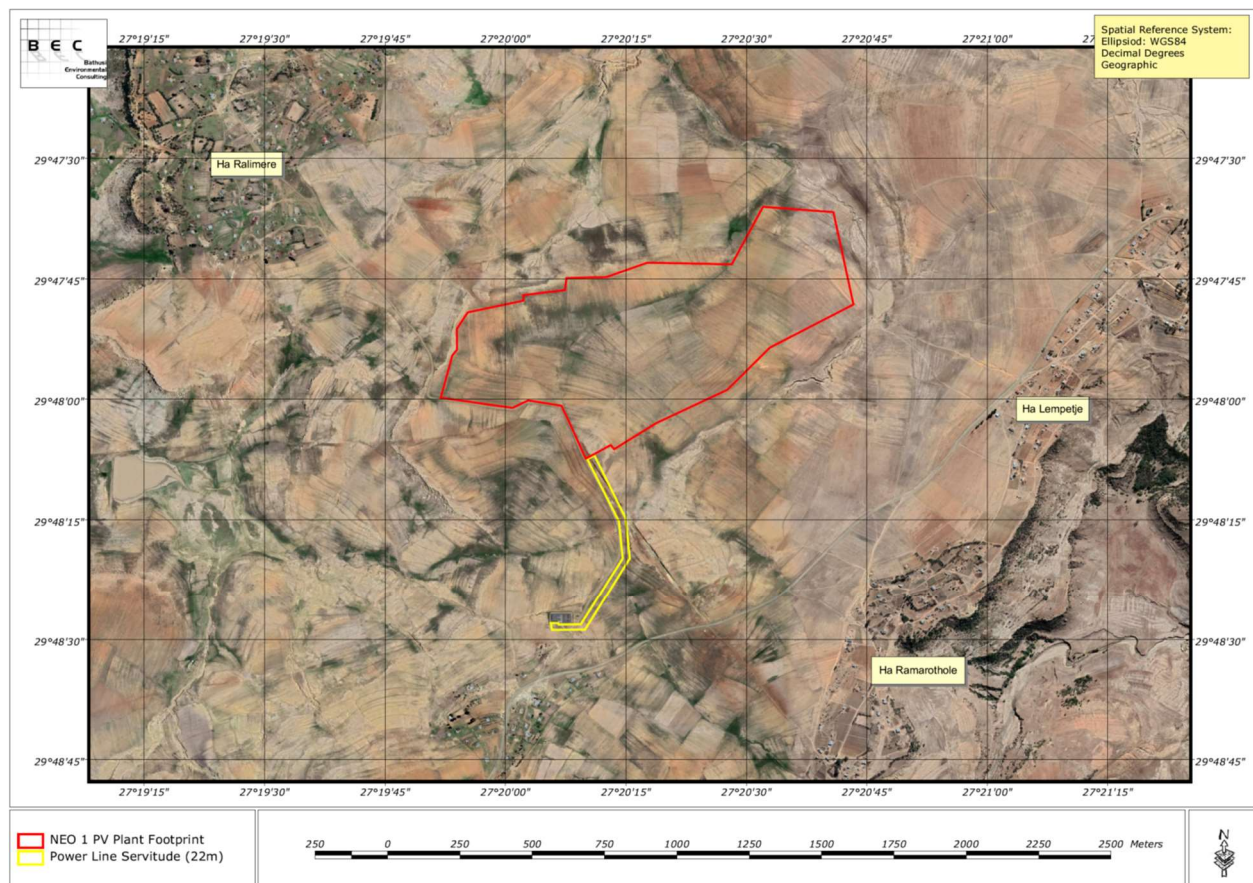 B E C
Bathusi
Environmental
Consulting
27°19'15" 27°19'30" 27°19'45" 27°20'00" 27°20'15" 27°20'30" 27°20'45" 27°21'00"
Spatial Reference System:
Ellipsiod: WGS84
Decimal Degrees
Geographic
29°47'30" 29°47'30"
Ha Ralimere
29°47'45" 29°47'45"
29°48'00" 29°48'00"
Ha Lempetje
29°48'15" 29°48'15"
29°48'30" 29°48'30"
Ha Ramarothole
29°48'45" 29°48'45"
27°19'15" 27°19'30" 27°19'45" 27°20'00" 27°20'15" 27°20'30" 27°20'45" 27°21'00" 27°21'15"
NEO 1 PV Plant Footprint
Power Line Servitude (22m)
250 0 250 500 750 1000 1250 1500 1750 2000 2250 2500 Meters
N